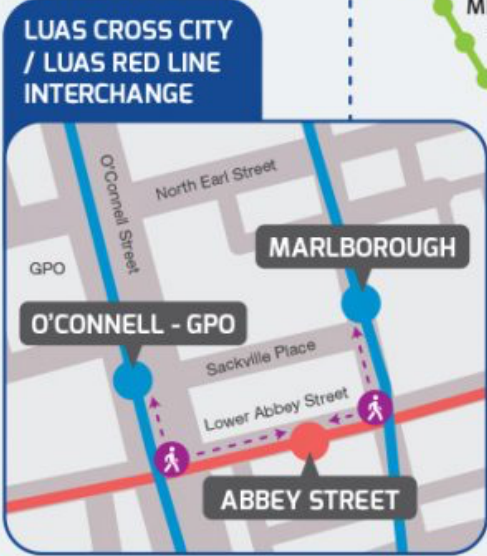 LUAS CROSS CITY
/ LUAS RED LINE
INTERCHANGE
M
O'Connell Street
North Earl Street
GPO
MARLBOROUGH
O'CONNELL - GPO
Sackville Place
Lower Abbey Street
ABBEY STREET